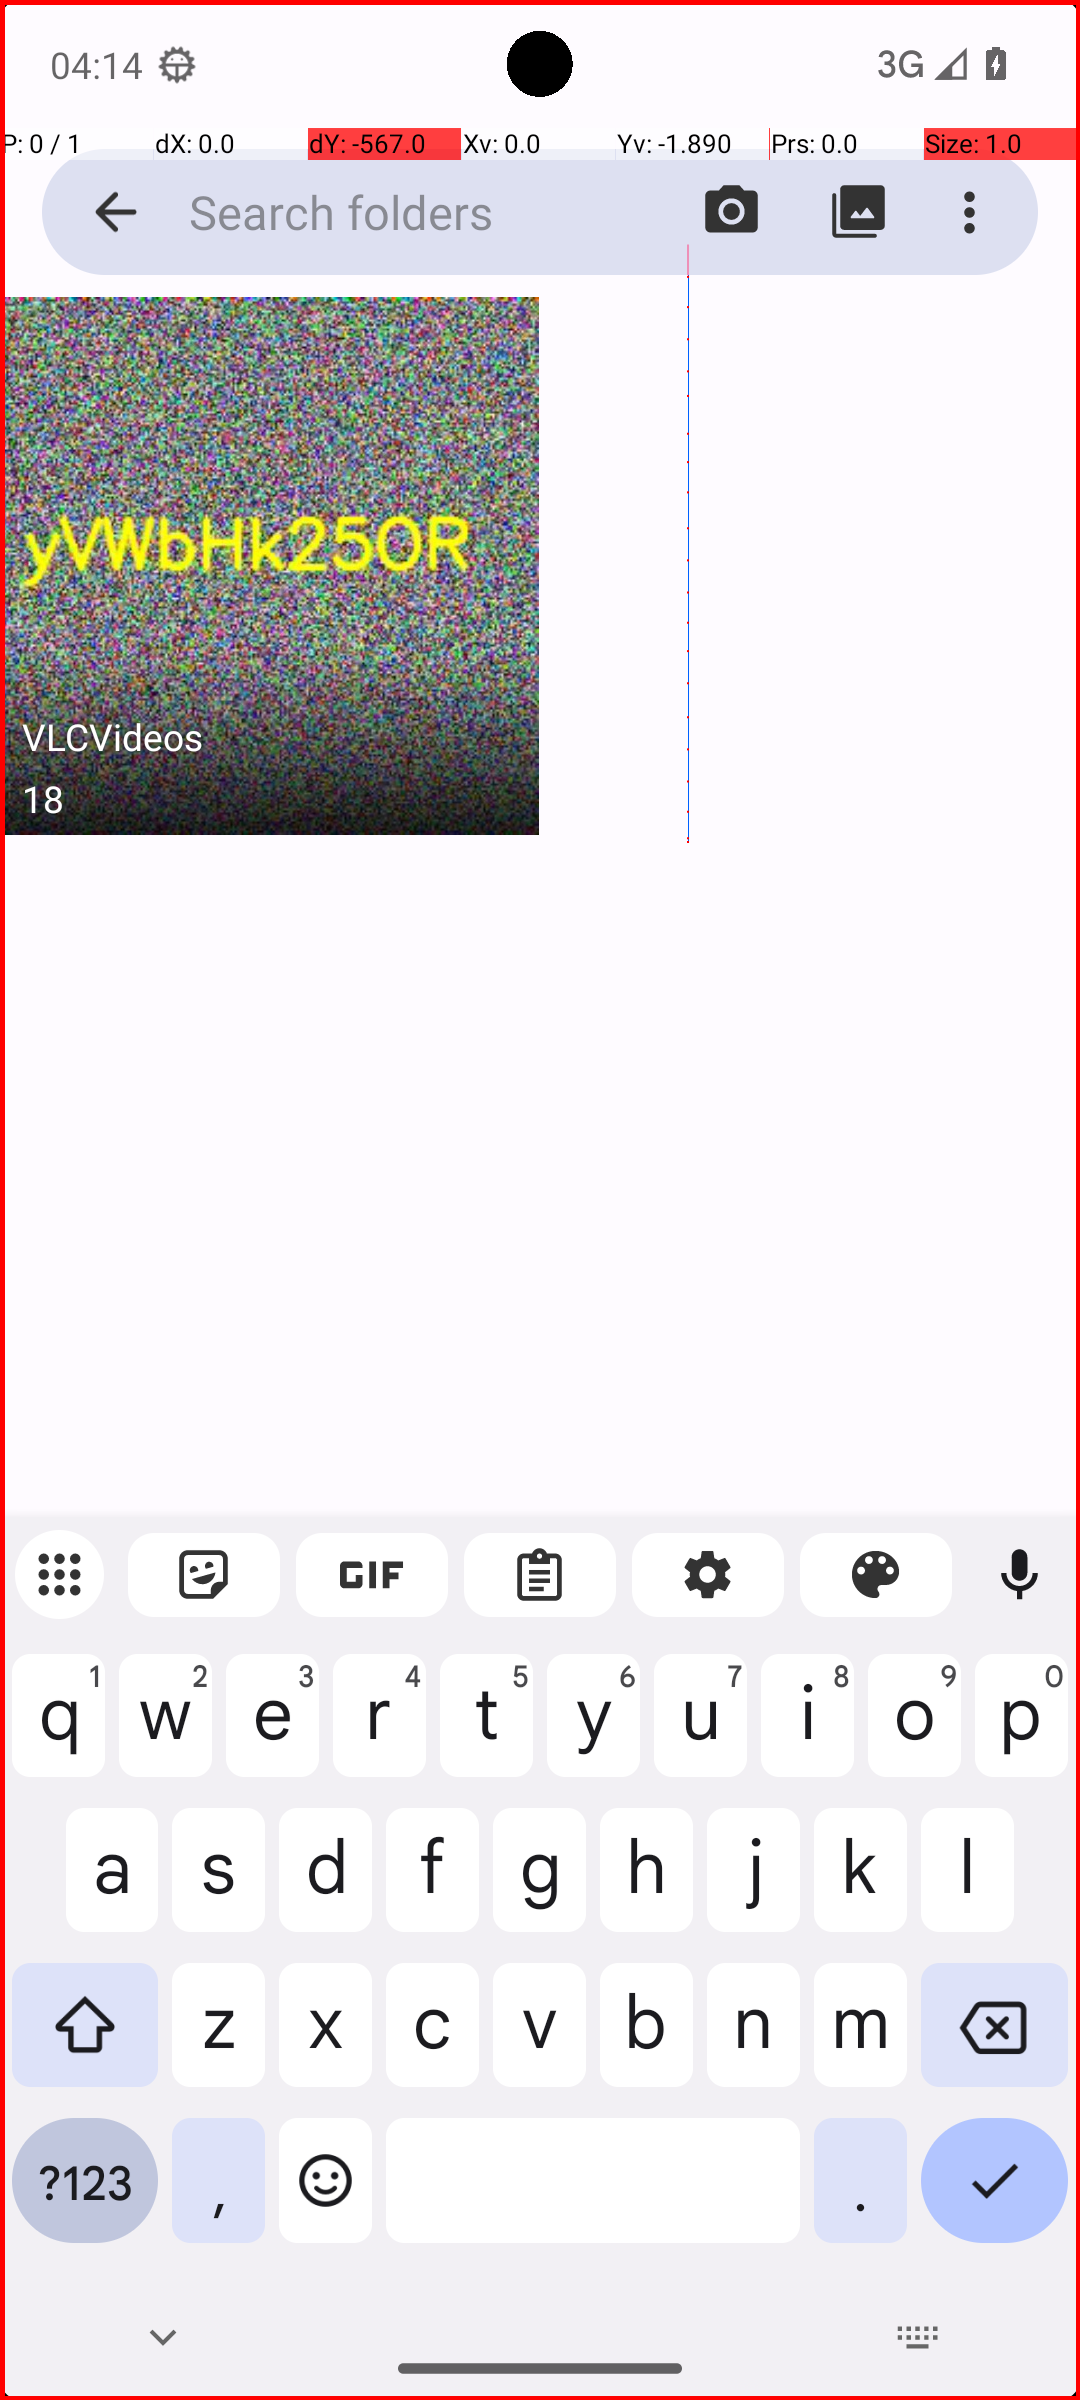 04:14
3G
P: 0 / 1 dX: 0.0 dY: -567.0 Xv: 0.0 Yv: -1.890 Prs: 0.0 Size: 1.0
Search folders
yVWbHk25OR
VLCVideos
18
GIF
q 1 w 2 e 3 r 4 t 5 y 6 u 7 i 8 o 9 p 0
a s d f g h j k l
z x c v b n m
?123 , .